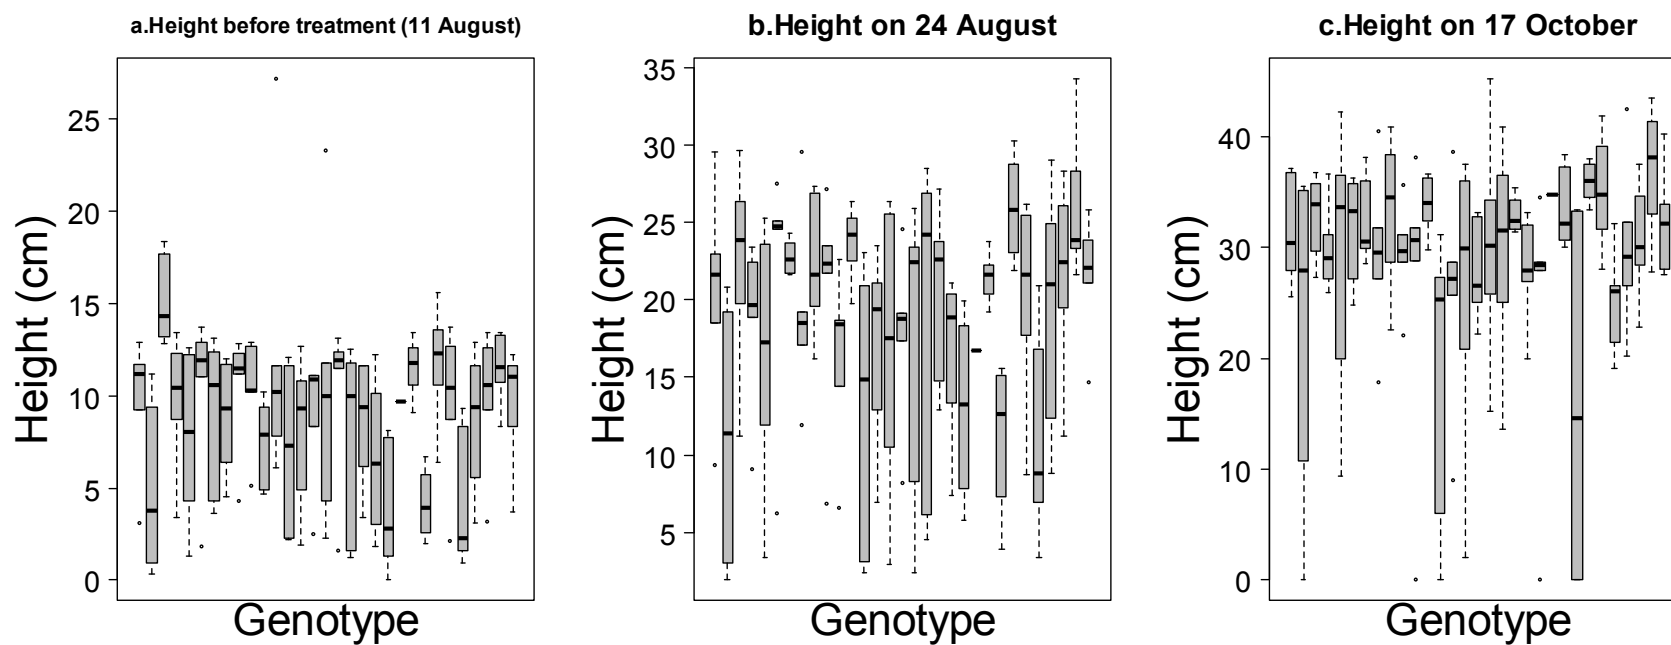 a.Height before treatment (11 August)
Height (cm)
25
20
15
10
5
0
Genotype
b.Height on 24 August
Height (cm)
35
30
25
20
15
10
5
Genotype
c.Height on 17 October
Height (cm)
40
30
20
10
0
Genotype